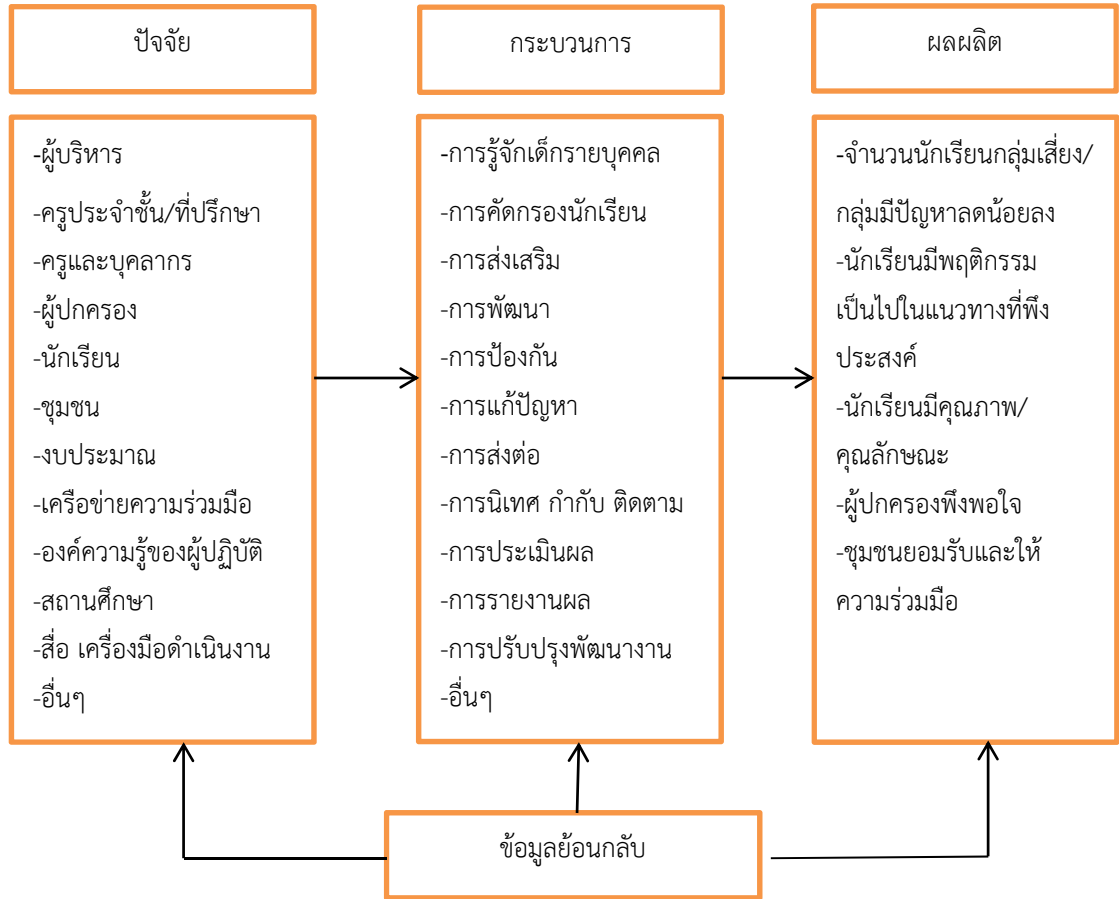 ปัจจัย
กระบวนการ
ผลผลิต
-ผู้บริหาร
-ครูประจำชั้น/ที่ปรึกษา
-ครูและบุคลากร
-ผู้ปกครอง
-นักเรียน
-ชุมชน
-งบประมาณ
-เครือข่ายความร่วมมือ
-องค์ความรู้ของผู้ปฏิบัติ
-สถานศึกษา
-สื่อ เครื่องมือดำเนินงาน
-อื่นๆ
-การรู้จักเด็กรายบุคคล
-การคัดกรองนักเรียน
-การส่งเสริม
-การพัฒนา
-การป้องกัน
-การแก้ปัญหา
-การส่งต่อ
-การนิเทศ กำกับ ติดตาม
-การประเมินผล
-การรายงานผล
-การปรับปรุงพัฒนางาน
-อื่นๆ
-จำนวนนักเรียนกลุ่มเสี่ยง/
กลุ่มมีปัญหาลดน้อยลง
-นักเรียนมีพฤติกรรม
เป็นไปในแนวทางที่พึง
ประสงค์
-นักเรียนมีคุณภาพ/
คุณลักษณะ
-ผู้ปกครองพึงพอใจ
-ชุมชนยอมรับและให้
ความร่วมมือ
ข้อมูลย้อนกลับ